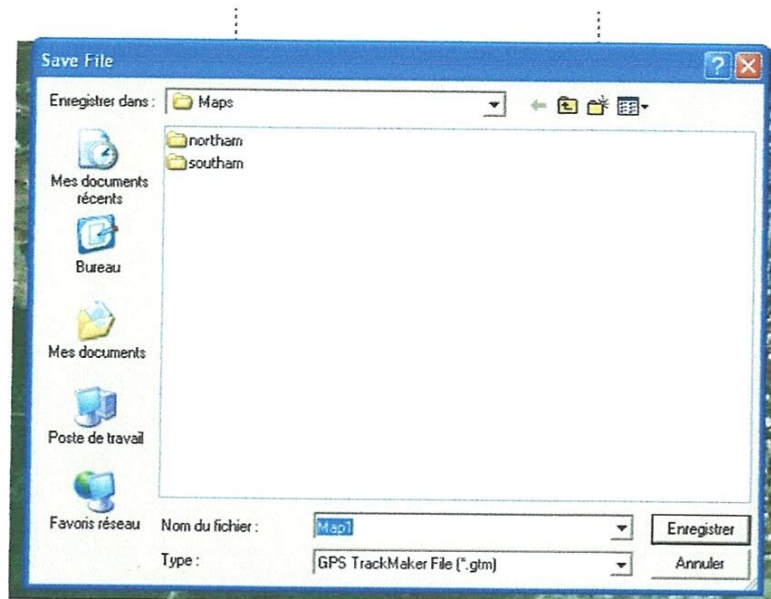 Save File
Enregistrer dans :
Maps
northam
southam
Mes documents
récents
Bureau
Mes documents
Poste de travail
Favoris réseau
Nom du fichier :
Map1
Enregistrer
Type :
GPS TrackMaker File (*.gtm)
Annuler